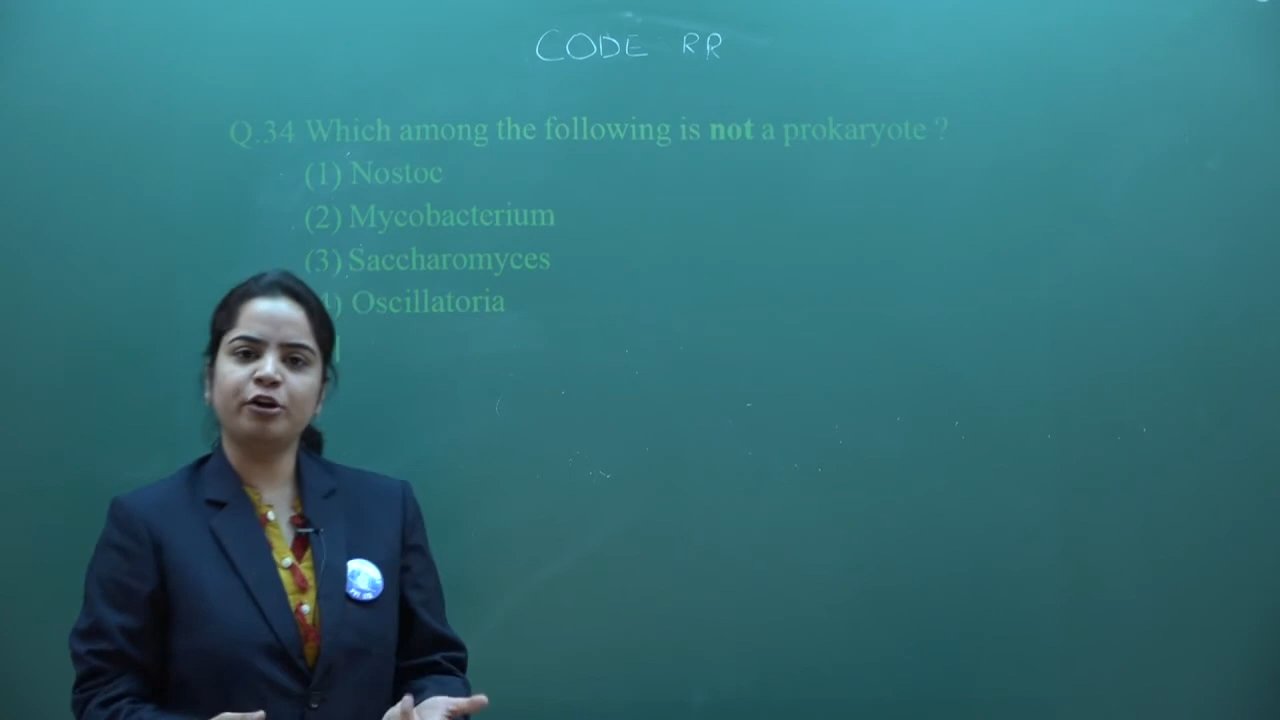 CODE RR
Q.34 Which among the following is not a prokaryote ?
(1) Nostoc
(2) Mycobacterium
(3) Saccharomyces
) Oscillatoria